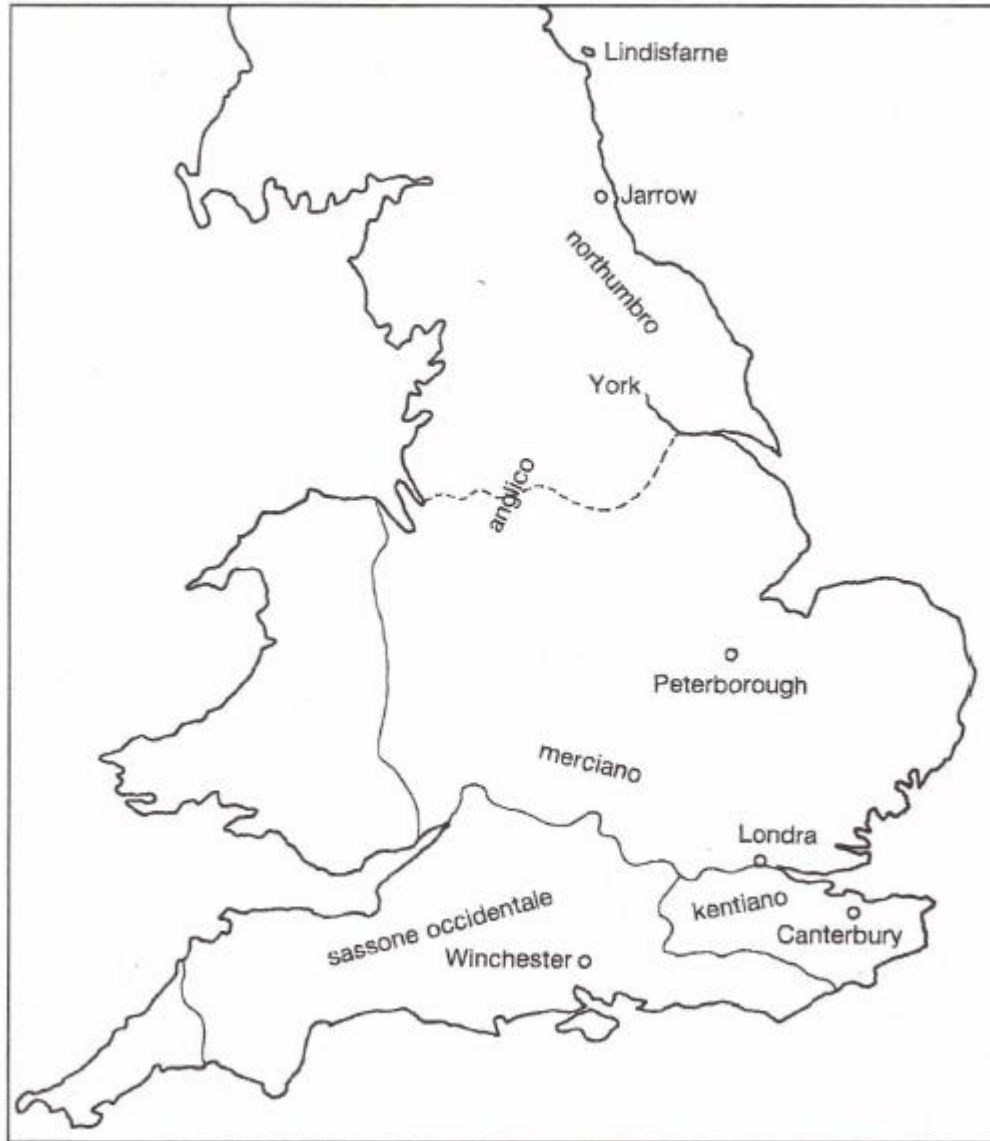 Lindisfarne
Jarrow
northumbro
York
anglico
Peterborough
merciano
Londra
kentiano
Canterbury
sassone occidentale
Winchester